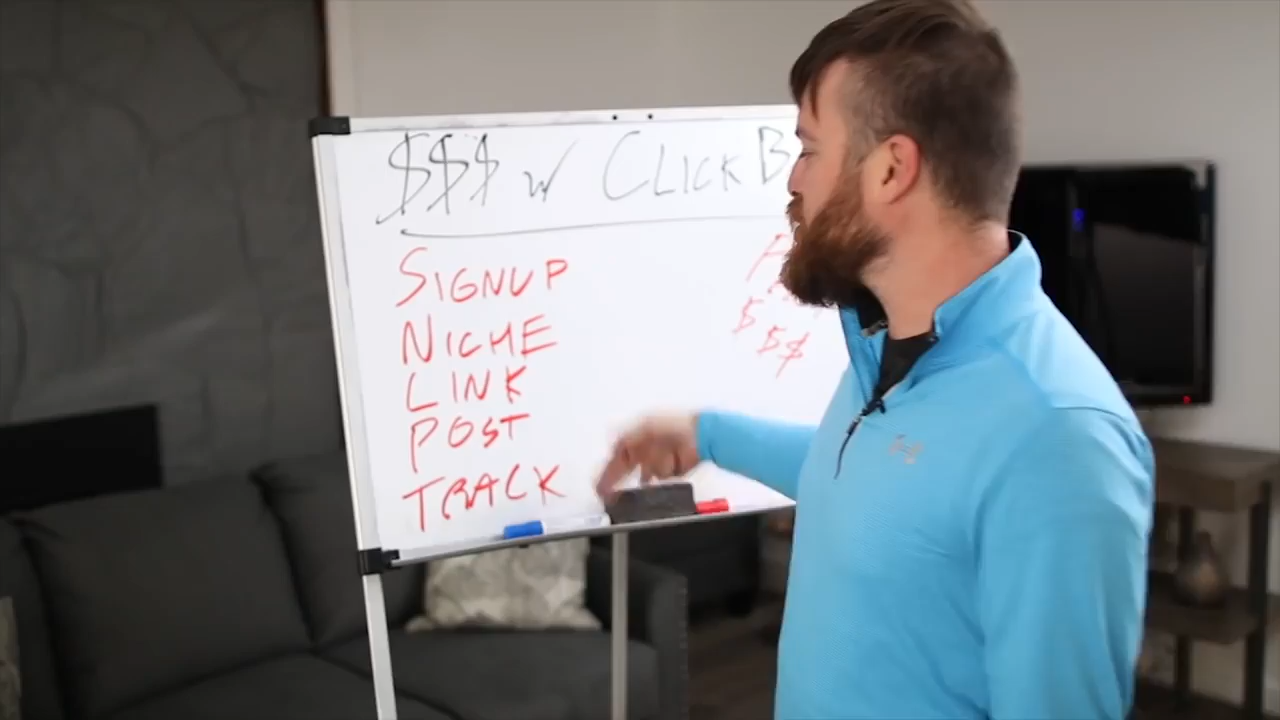 $$$ w/ CLICK B
SIGNUP
NICHE
LINK
POST
TRACK
$
$$